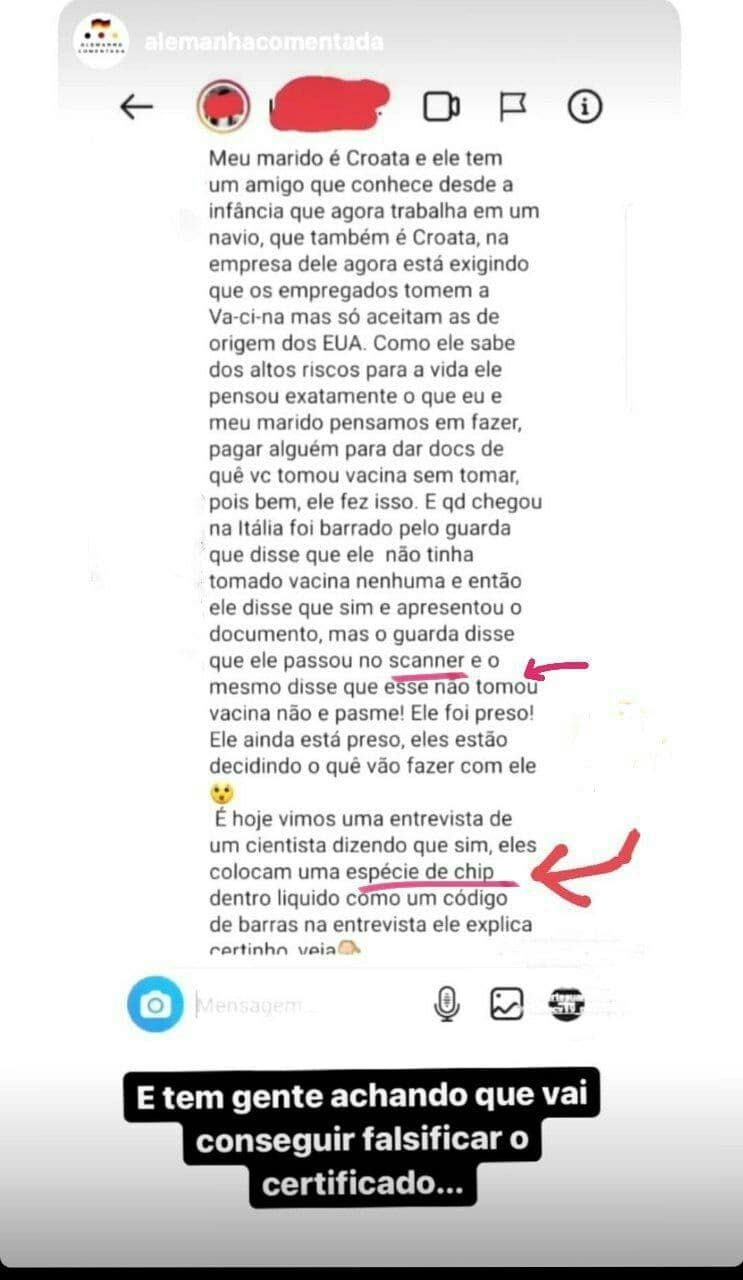 ALEMANHA
COMENTADA
alemanhacomentada
Meu marido é Croata e ele tem
um amigo que conhece desde a
infância que agora trabalha em um
navio, que também é Croata, na
empresa dele agora está exigindo
que os empregados tomem a
Va-ci-na mas só aceitam as de
origem dos EUA. Como ele sabe
dos altos riscos para a vida ele
pensou exatamente o que eu e
meu marido pensamos em fazer,
pagar alguém para dar docs de
quê vc tomou vacina sem tomar,
pois bem, ele fez isso. E qd chegou
na Itália foi barrado pelo guarda
que disse que ele não tinha
tomado vacina nenhuma e então
ele disse que sim e apresentou o
documento, mas o guarda disse
que ele passou no scanner e o
mesmo disse que esse não tomou
vacina não e pasme! Ele foi preso!
Ele ainda está preso, eles estão
decidindo o quê vão fazer com ele
😯
É hoje vimos uma entrevista de
um cientista dizendo que sim, eles
colocam uma espécie de chip
dentro liquido como um código
de barras na entrevista ele explica
certinho veja
Mensagem...
E tem gente achando que vai
conseguir falsificar o
certificado...